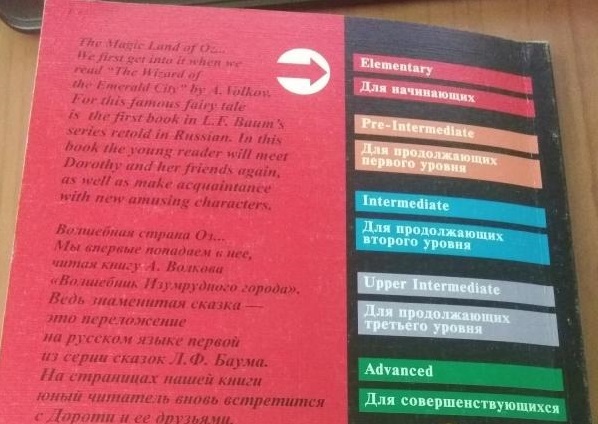 The Magic Land of Oz...
We first get into it when we
read "The Wizard of
the Emerald City" by A. Volkov.
For this famous fairy tale
is the first book in L.F. Baum's
series retold in Russian. In this
book the young reader will meet
Dorothy and her friends again,
as well as make acquaintance
with new amusing characters.
Волшебная страна Оз...
Мы впервые попадаем в нее,
читая книгу А. Волкова
«Волшебник Изумрудного города».
Ведь знаменитая сказка —
это переложение
на русском языке первой
из серии сказок Л.Ф. Баума.
На страницах нашей книги
юный читатель вновь встретится
с Дороти и ее друзьями,
Elementary
Для начинающих
Pre-Intermediate
Для продолжающих
первого уровня
Intermediate
Для продолжающих
второго уровня
Upper Intermediate
Для продолжающих
третьего уровня
Advanced
Для совершенствующихся